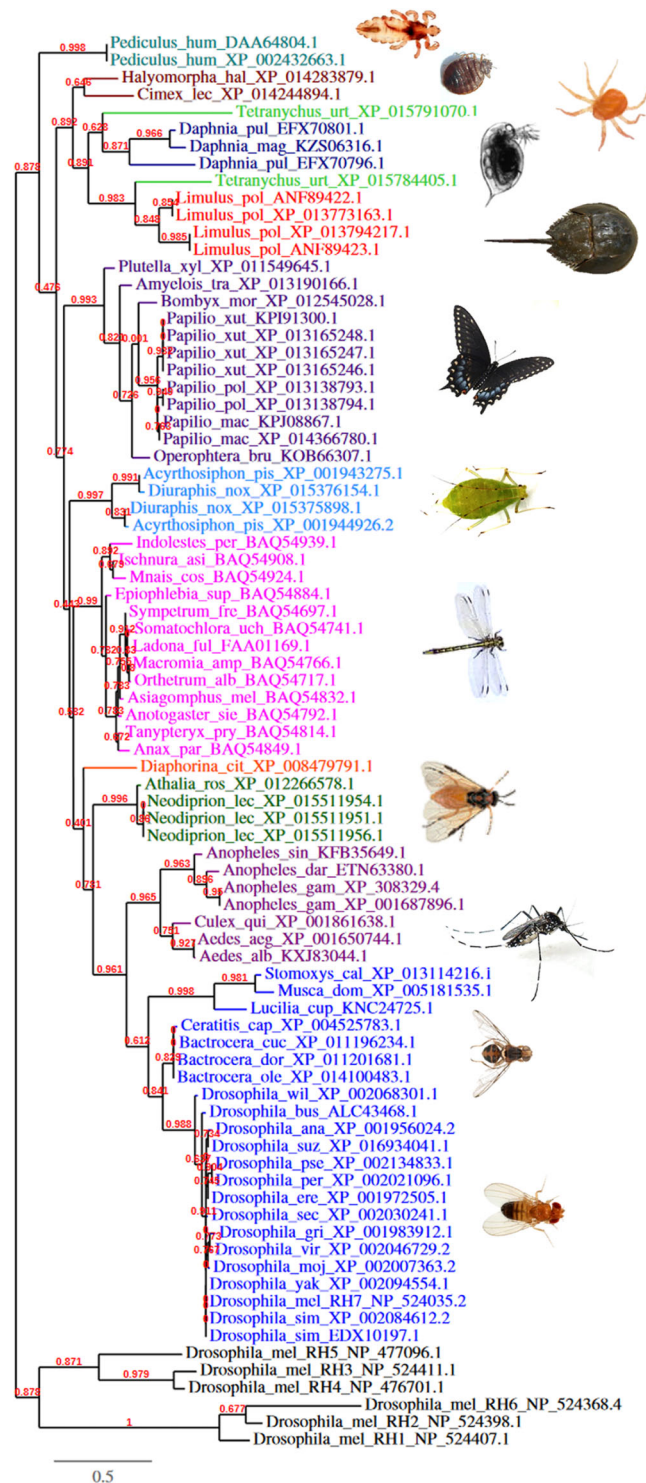 0.998
Pediculus_hum_DAA64804.1
Pediculus_hum_XP_002432663.1
0.646
Halyomorpha_hal_XP_014283879.1
Cimex_lec_XP_014244894.1
0.892
0.628
Tetranychus_urt_XP_015791070.1
0.966
Daphnia_pul_EFX70801.1
0.871
Daphnia_mag_KZS06316.1
0.878
0.891
Daphnia_pul_EFX70796.1
0.983
Tetranychus_urt_XP_015784405.1
Limulus_pol_ANF89422.1
0.848
Limulus_pol_XP_013773163.1
Limulus_pol_XP_013794217.1
0.985
Limulus_pol_ANF89423.1
Plutella_xyl_XP_011549645.1
0.476
0.993
Amyelois_tra_XP_013190166.1
Bombyx_mor_XP_012545028.1
Papilio_xut_KPI91300.1
0.001
Papilio_xut_XP_013165248.1
Papilio_xut_XP_013165247.1
Papilio_xut_XP_013165246.1
0.956
Papilio_pol_XP_013138793.1
0.726
Papilio_pol_XP_013138794.1
Papilio_mac_KPJ08867.1
Papilio_mac_XP_014366780.1
0.774
Operophtera_bru_KOB66307.1
0.991
Acyrthosiphon_pis_XP_001943275.1
Diuraphis_nox_XP_015376154.1
0.997
Diuraphis_nox_XP_015375898.1
0.831
Acyrthosiphon_pis_XP_001944926.2
Indolestes_per_BAQ54939.1
0.892
Ischnura_asi_BAQ54908.1
Mnais_cos_BAQ54924.1
Epiophlebia_sup_BAQ54884.1
0.99
Sympetrum_fre_BAQ54697.1
Somatochlora_uch_BAQ54741.1
Ladona_ful_FAA01169.1
Macromia_amp_BAQ54766.1
Orthetrum_alb_BAQ54717.1
Asiagomphus_mel_BAQ54832.1
Anotogaster_sie_BAQ54792.1
Tanypteryx_pry_BAQ54814.1
0.672
Anax_par_BAQ54849.1
Diaphorina_cit_XP_008479791.1
Athalia_ros_XP_012266578.1
0.996
Neodiprion_lec_XP_015511954.1
Neodiprion_lec_XP_015511951.1
0.401
Neodiprion_lec_XP_015511956.1
Anopheles_sin_KFB35649.1
0.963
Anopheles_dar_ETN63380.1
0.896
Anopheles_gam_XP_308329.4
0.95
0.965
Anopheles_gam_XP_001687896.1
Culex_qui_XP_001861638.1
0.751
Aedes_aeg_XP_001650744.1
0.927
Aedes_alb_KXJ83044.1
0.961
0.981
Stomoxys_cal_XP_013114216.1
0.998
Musca_dom_XP_005181535.1
Lucilia_cup_KNC24725.1
Ceratitis_cap_XP_004525783.1
0.612
Bactrocera_cuc_XP_011196234.1
0.829
Bactrocera_dor_XP_011201681.1
Bactrocera_ole_XP_014100483.1
0.841
Drosophila_wil_XP_002068301.1
Drosophila_bus_ALC43468.1
0.988
Drosophila_ana_XP_001956024.2
Drosophila_suz_XP_016934041.1
Drosophila_pse_XP_002134833.1
Drosophila_per_XP_002021096.1
Drosophila_ere_XP_001972505.1
Drosophila_sec_XP_002030241.1
Drosophila_gri_XP_001983912.1
Drosophila_vir_XP_002046729.2
Drosophila_moj_XP_002007363.2
Drosophila_yak_XP_002094554.1
Drosophila_mel_RH7_NP_524035.2
Drosophila_sim_XP_002084612.2
Drosophila_sim_EDX10197.1
0.871
Drosophila_mel_RH5_NP_477096.1
Drosophila_mel_RH3_NP_524411.1
0.979
Drosophila_mel_RH4_NP_476701.1
0.878
0.677
Drosophila_mel_RH6_NP_524368.4
1
Drosophila_mel_RH2_NP_524398.1
Drosophila_mel_RH1_NP_524407.1
0.5